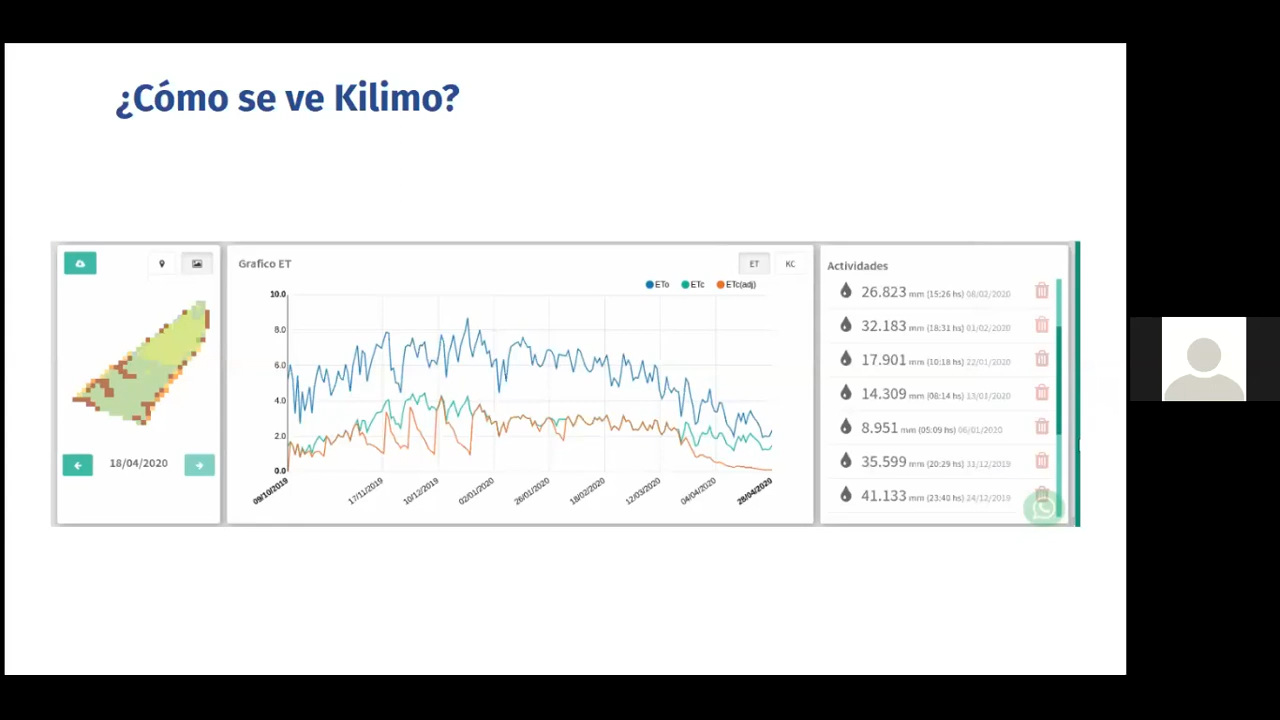 ¿Cómo se ve Kilimo?
18/04/2020
Grafico ET
ET
KC
ETo ETc ETc(adj)
10.0
8.0
6.0
4.0
2.0
0.0
09/10/2019 17/11/2019 10/12/2019 02/01/2020 26/01/2020 18/02/2020 12/03/2020 04/04/2020 28/04/2020
Actividades
26.823 mm (15:26 hs) 08/02/2020
32.183 mm (18:31 hs) 01/02/2020
17.901 mm (10:18 hs) 22/01/2020
14.309 mm (08:14 hs) 13/01/2020
8.951 mm (05:09 hs) 06/01/2020
35.599 mm (20:29 hs) 31/12/2019
41.133 mm (23:40 hs) 24/12/2019